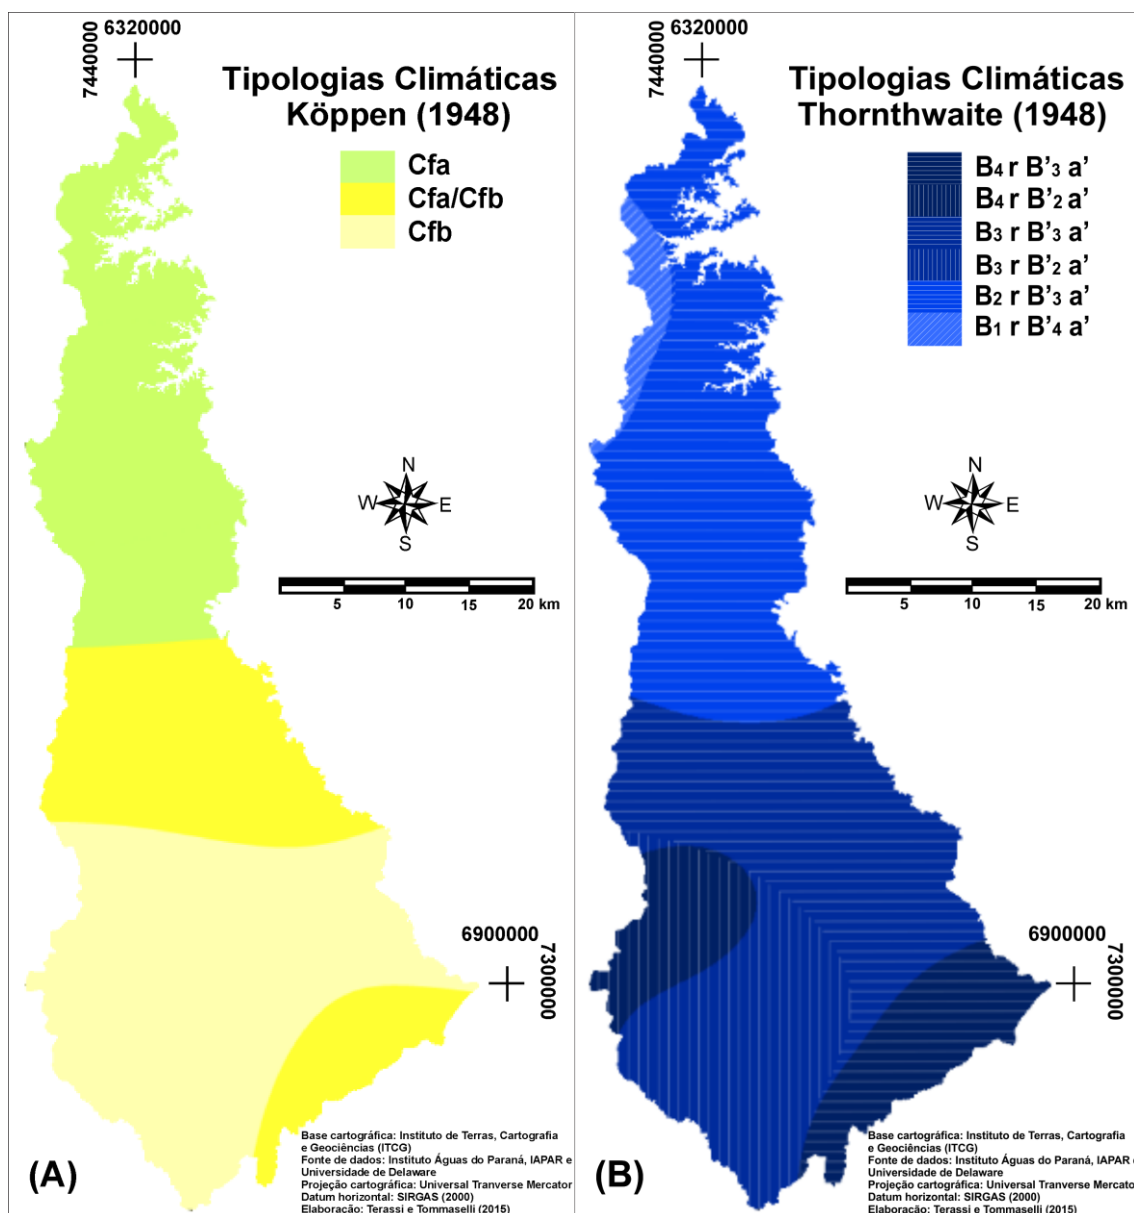 6320000
7440000
Tipologias Climáticas
Köppen (1948)
Cfa
Cfa/Cfb
Cfb
N
W E
S
5 10 15 20 km
6900000
7300000
(A)
Base cartográfica: Instituto de Terras, Cartografia
e Geociências (ITCG)
Fonte de dados: Instituto Águas do Paraná, IAPAR e
Universidade de Delaware
Projeção cartográfica: Universal Tranverse Mercator
Datum horizontal: SIRGAS (2000)
Elaboração: Terassi e Tommaselli (2015)
6320000
7440000
Tipologias Climáticas
Thornthwaite (1948)
B4 r B'3 a'
B4 r B'2 a'
B3 r B'3 a'
B3 r B'2 a'
B2 r B'3 a'
B1 r B'4 a'
N
W E
S
5 10 15 20 km
6900000
7300000
(B)
Base cartográfica: Instituto de Terras, Cartografia
e Geociências (ITCG)
Fonte de dados: Instituto Águas do Paraná, IAPAR e
Universidade de Delaware
Projeção cartográfica: Universal Tranverse Mercato
Datum horizontal: SIRGAS (2000)
Elaboração: Terassi e Tommaselli (2015)